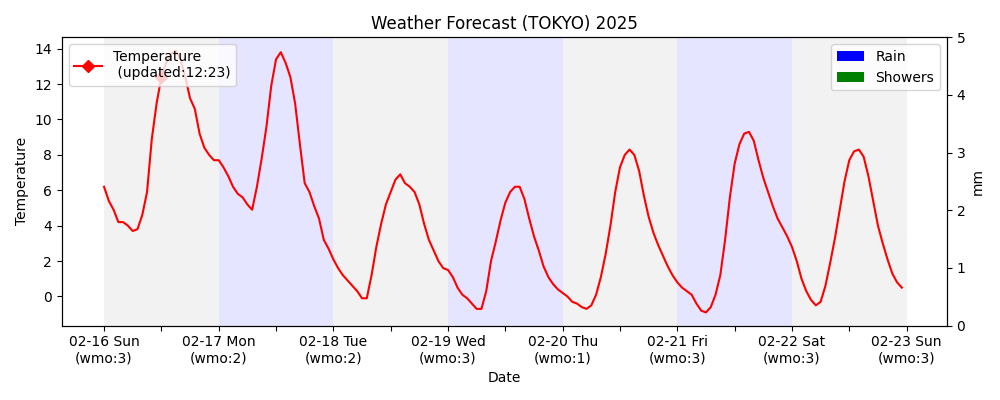 Weather Forecast (TOKYO) 2025
Temperature
(updated:12:23)
Rain
Showers
Temperature
14
12
10
8
6
4
2
0
5
4
3
2
1
0
mm
02-16 Sun
(wmo:3)
02-17 Mon
(wmo:2)
02-18 Tue
(wmo:2)
02-19 Wed
(wmo:3)
02-20 Thu
(wmo:1)
02-21 Fri
(wmo:3)
02-22 Sat
(wmo:3)
02-23 Sun
(wmo:3)
Date